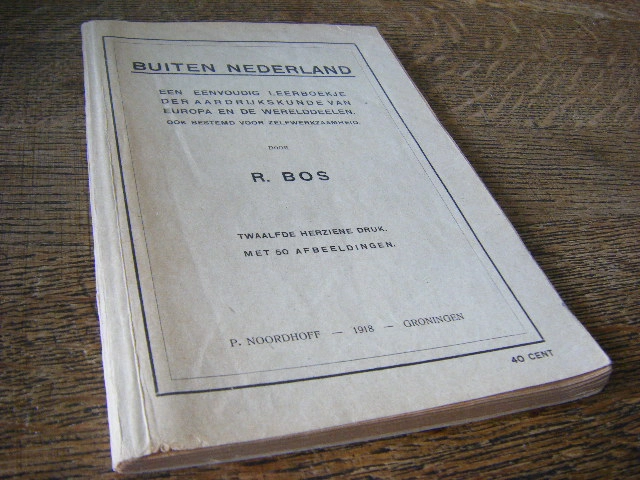 BUITEN NEDERLAND
EEN EENVOUDIG LEERBOEKJE
DER AARDRIJKSKUNDE VAN
EUROPA EN DE WERELDDEELEN.
OOK BESTEMD VOOR ZELFWERKZAAMHEID.
DOOR
R. BOS
TWAALFDE HERZIENE DRUK.
MET 50 AFBEELDINGEN.
P. NOORDHOFF — 1918 — GRONINGEN
40 CENT